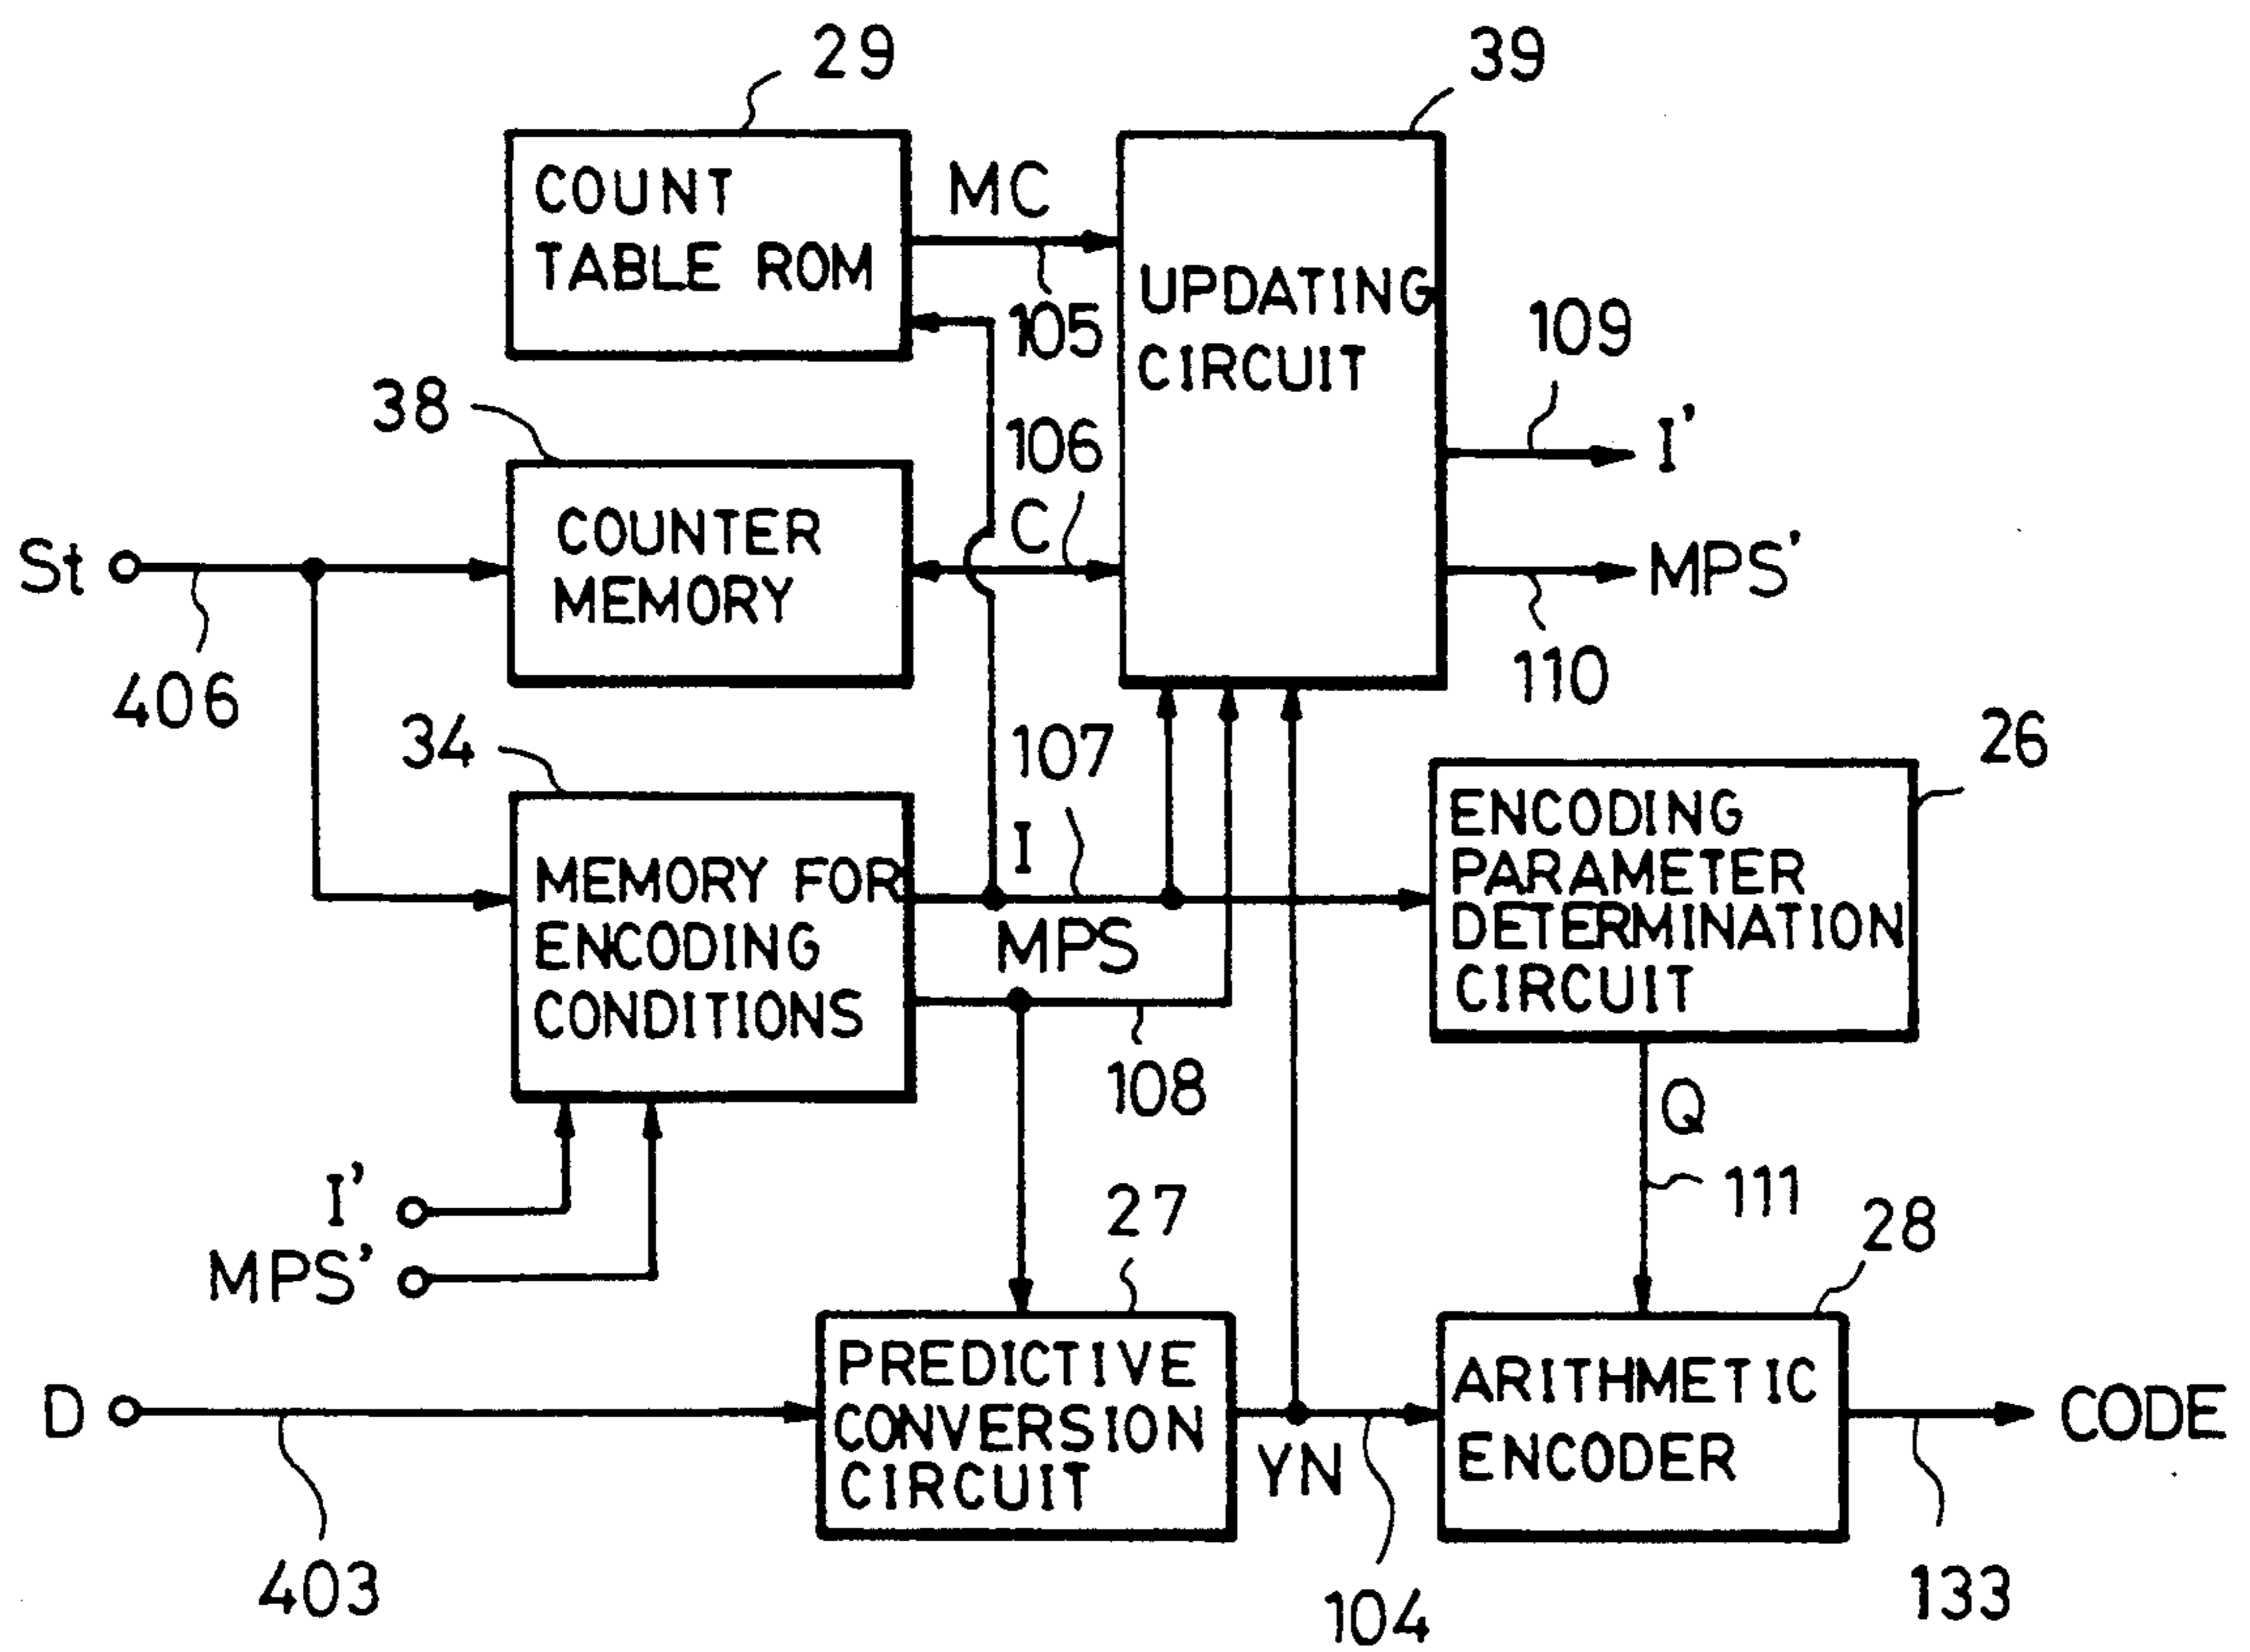 29
39
COUNT
TABLE ROM
MC
105
UPDATING
CIRCUIT
109
I'
38
106
C
COUNTER
MEMORY
St
406
MPS'
110
34
107
I
26
MEMORY FOR
ENCODING
CONDITIONS
MPS
108
ENCODING
PARAMETER
DETERMINATION
CIRCUIT
Q
111
I'
MPS'
27
28
D
403
PREDICTIVE
CONVERSION
CIRCUIT
YN
104
ARITHMETIC
ENCODER
CODE
133